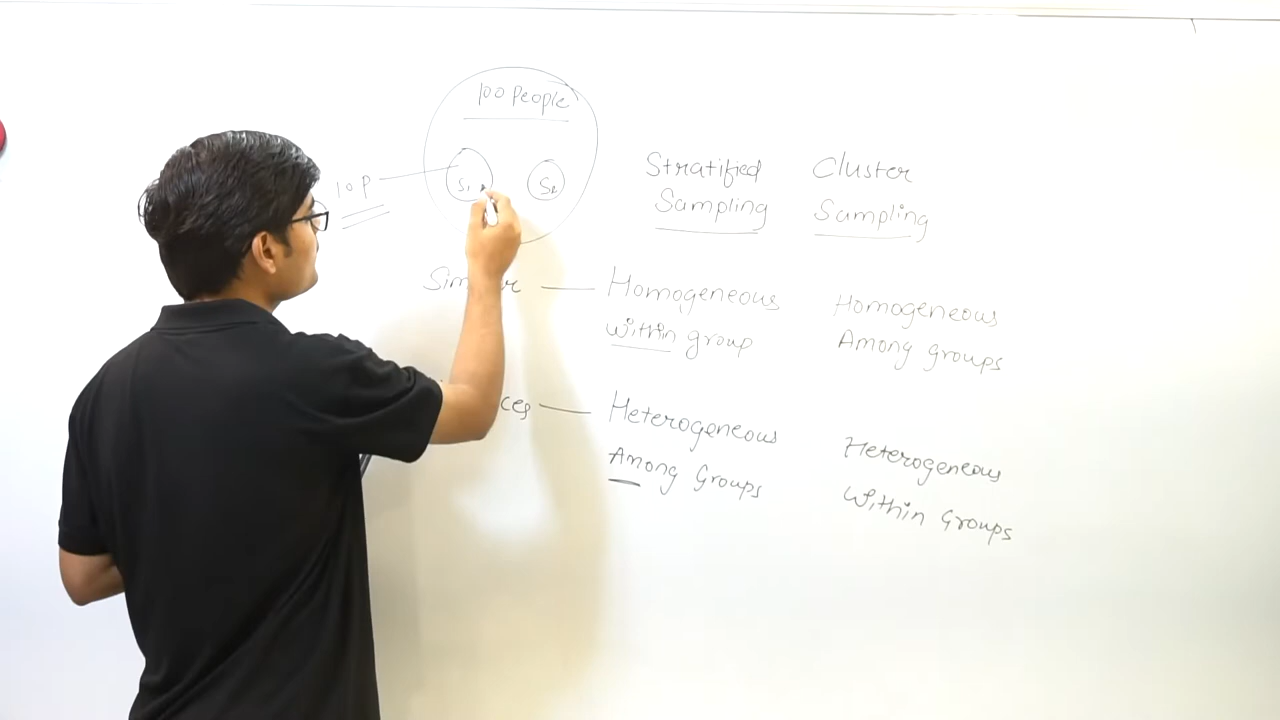 100 People
10 P
S1
S2
Stratified
Sampling
Cluster
Sampling
Homogeneous
Within group
Homogeneous
Among groups
Heterogeneous
Among Groups
Heterogeneous
Within Groups